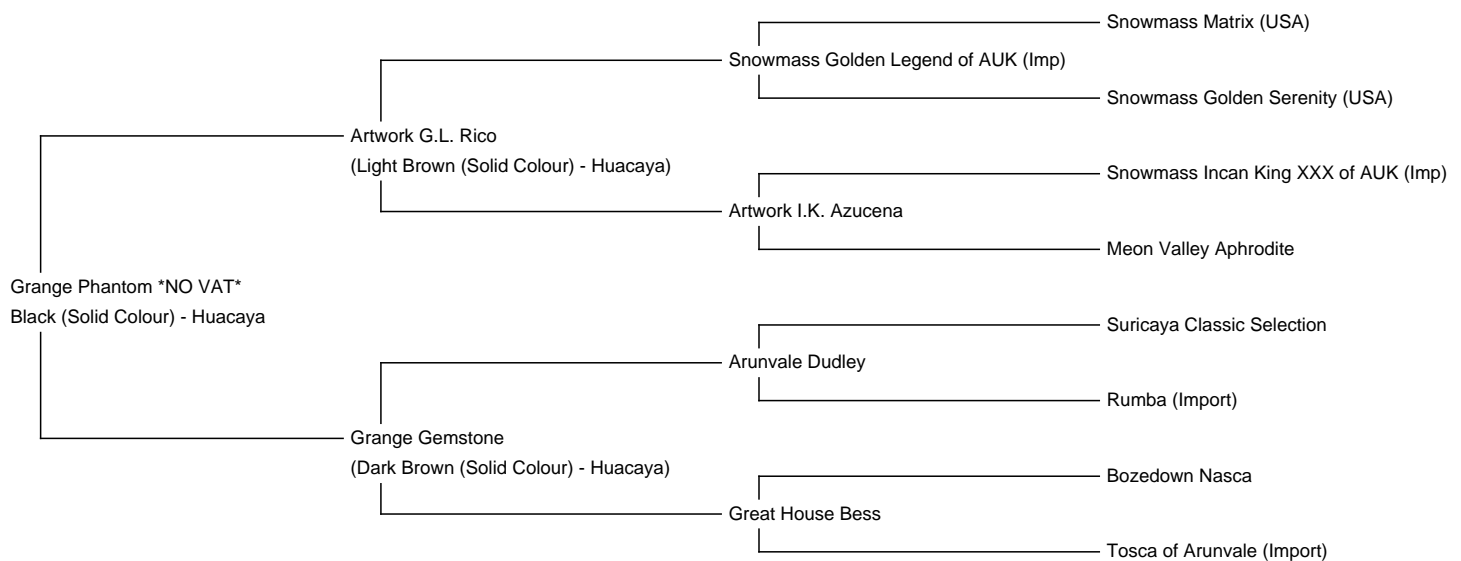 Snowmass Matrix (USA)
Snowmass Golden Legend of AUK (Imp)
Snowmass Golden Serenity (USA)
Artwork G.L. Rico
(Light Brown (Solid Colour) - Huacaya)
Snowmass Incan King XXX of AUK (Imp)
Artwork I.K. Azucena
Meon Valley Aphrodite
Grange Phantom *NO VAT*
Black (Solid Colour) - Huacaya
Suricaya Classic Selection
Arunvale Dudley
Rumba (Import)
Grange Gemstone
(Dark Brown (Solid Colour) - Huacaya)
Bozedown Nasca
Great House Bess
Tosca of Arunvale (Import)